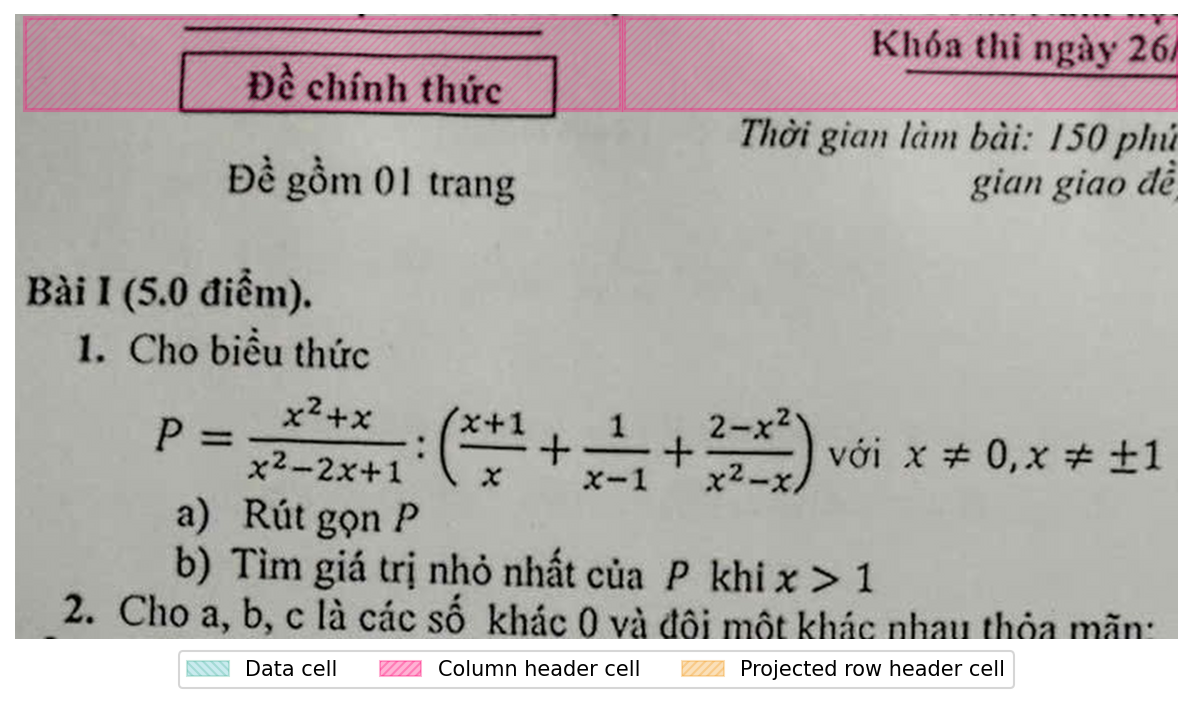 Đề chính thức
Khóa thi ngày 26/
Thời gian làm bài: 150
Đề gồm 01 trang
gian giao đề
Bài I (5.0 điểm).
1. Cho biểu thức
P = \frac{x^2+x}{x^2-2x+1} : \left(\frac{x+1}{x} + \frac{1}{x-1} + \frac{2-x^2}{x^2-x}\right) với x ≠ 0, x ≠ ±1
a) Rút gọn P
b) Tìm giá trị nhỏ nhất của P khi x > 1
2. Cho a, b, c là các số khác 0 và đôi một khác nhau thỏa mãn:
Data cell
Column header cell
Projected row header cell